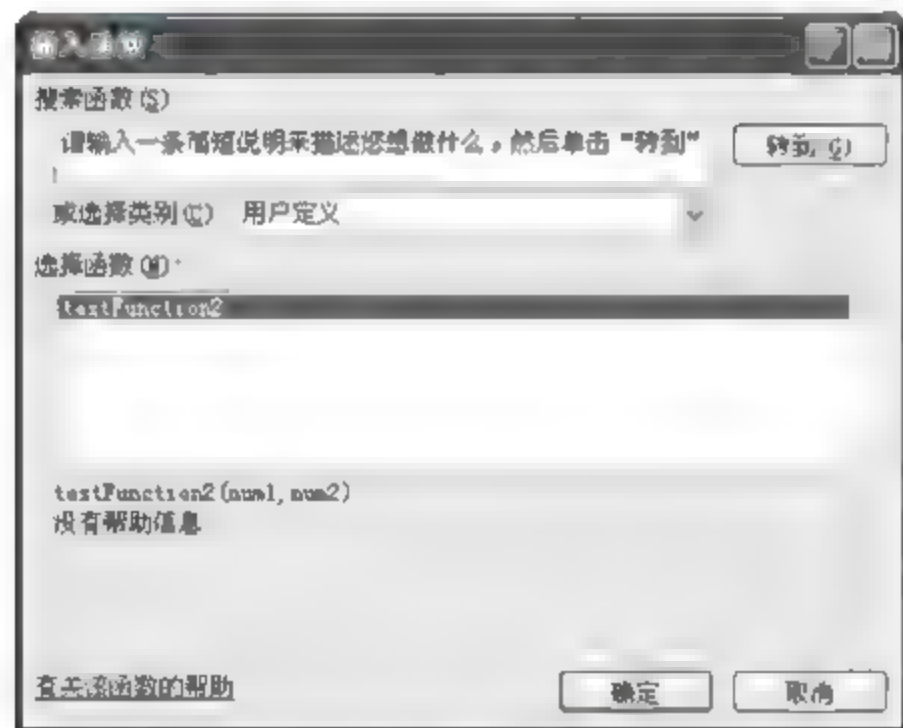 插入函数
搜索函数(S)
请输入一条简短说明来描述您想做什么，然后单击“转到”
转到(G)
或选择类别(C) 用户定义
选择函数(N)
testFunction2
testFunction2(num1,num2)
没有帮助信息
有关该函数的帮助
确定
取消